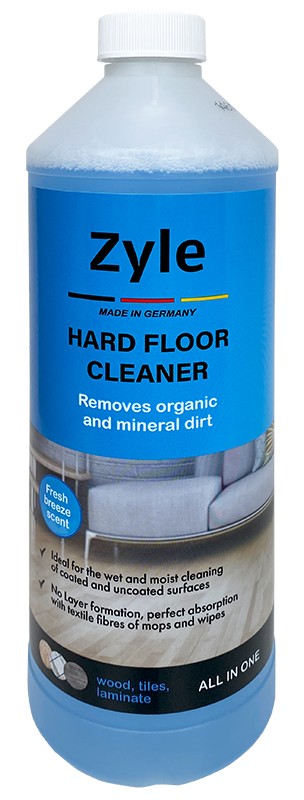 Zyle
MADE IN GERMANY
HARD FLOOR
CLEANER
Removes organic
and mineral dirt
Fresh
breeze
scent
✓ Ideal for the wet and moist cleaning
of coated and uncoated surfaces
✓ No Layer formation, perfect absorption
with textile fibres of mops and wipes
wood, tiles,
laminate
ALL IN ONE